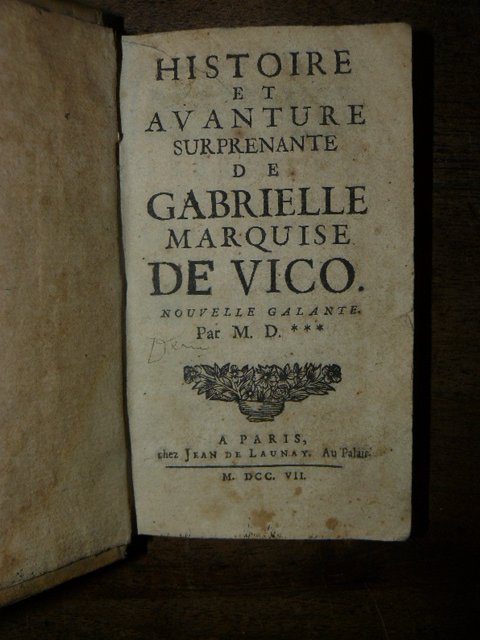 HISTOIRE
ET
AVANTURE
SURPRENANTE
DE
GABRIELLE
MARQUISE
DE VICO.
NOUVELLE GALANTE.
Par M. D. ***
A PARIS,
chez JEAN DE LAUNAY. Au Palais.
M. DCC. VII.